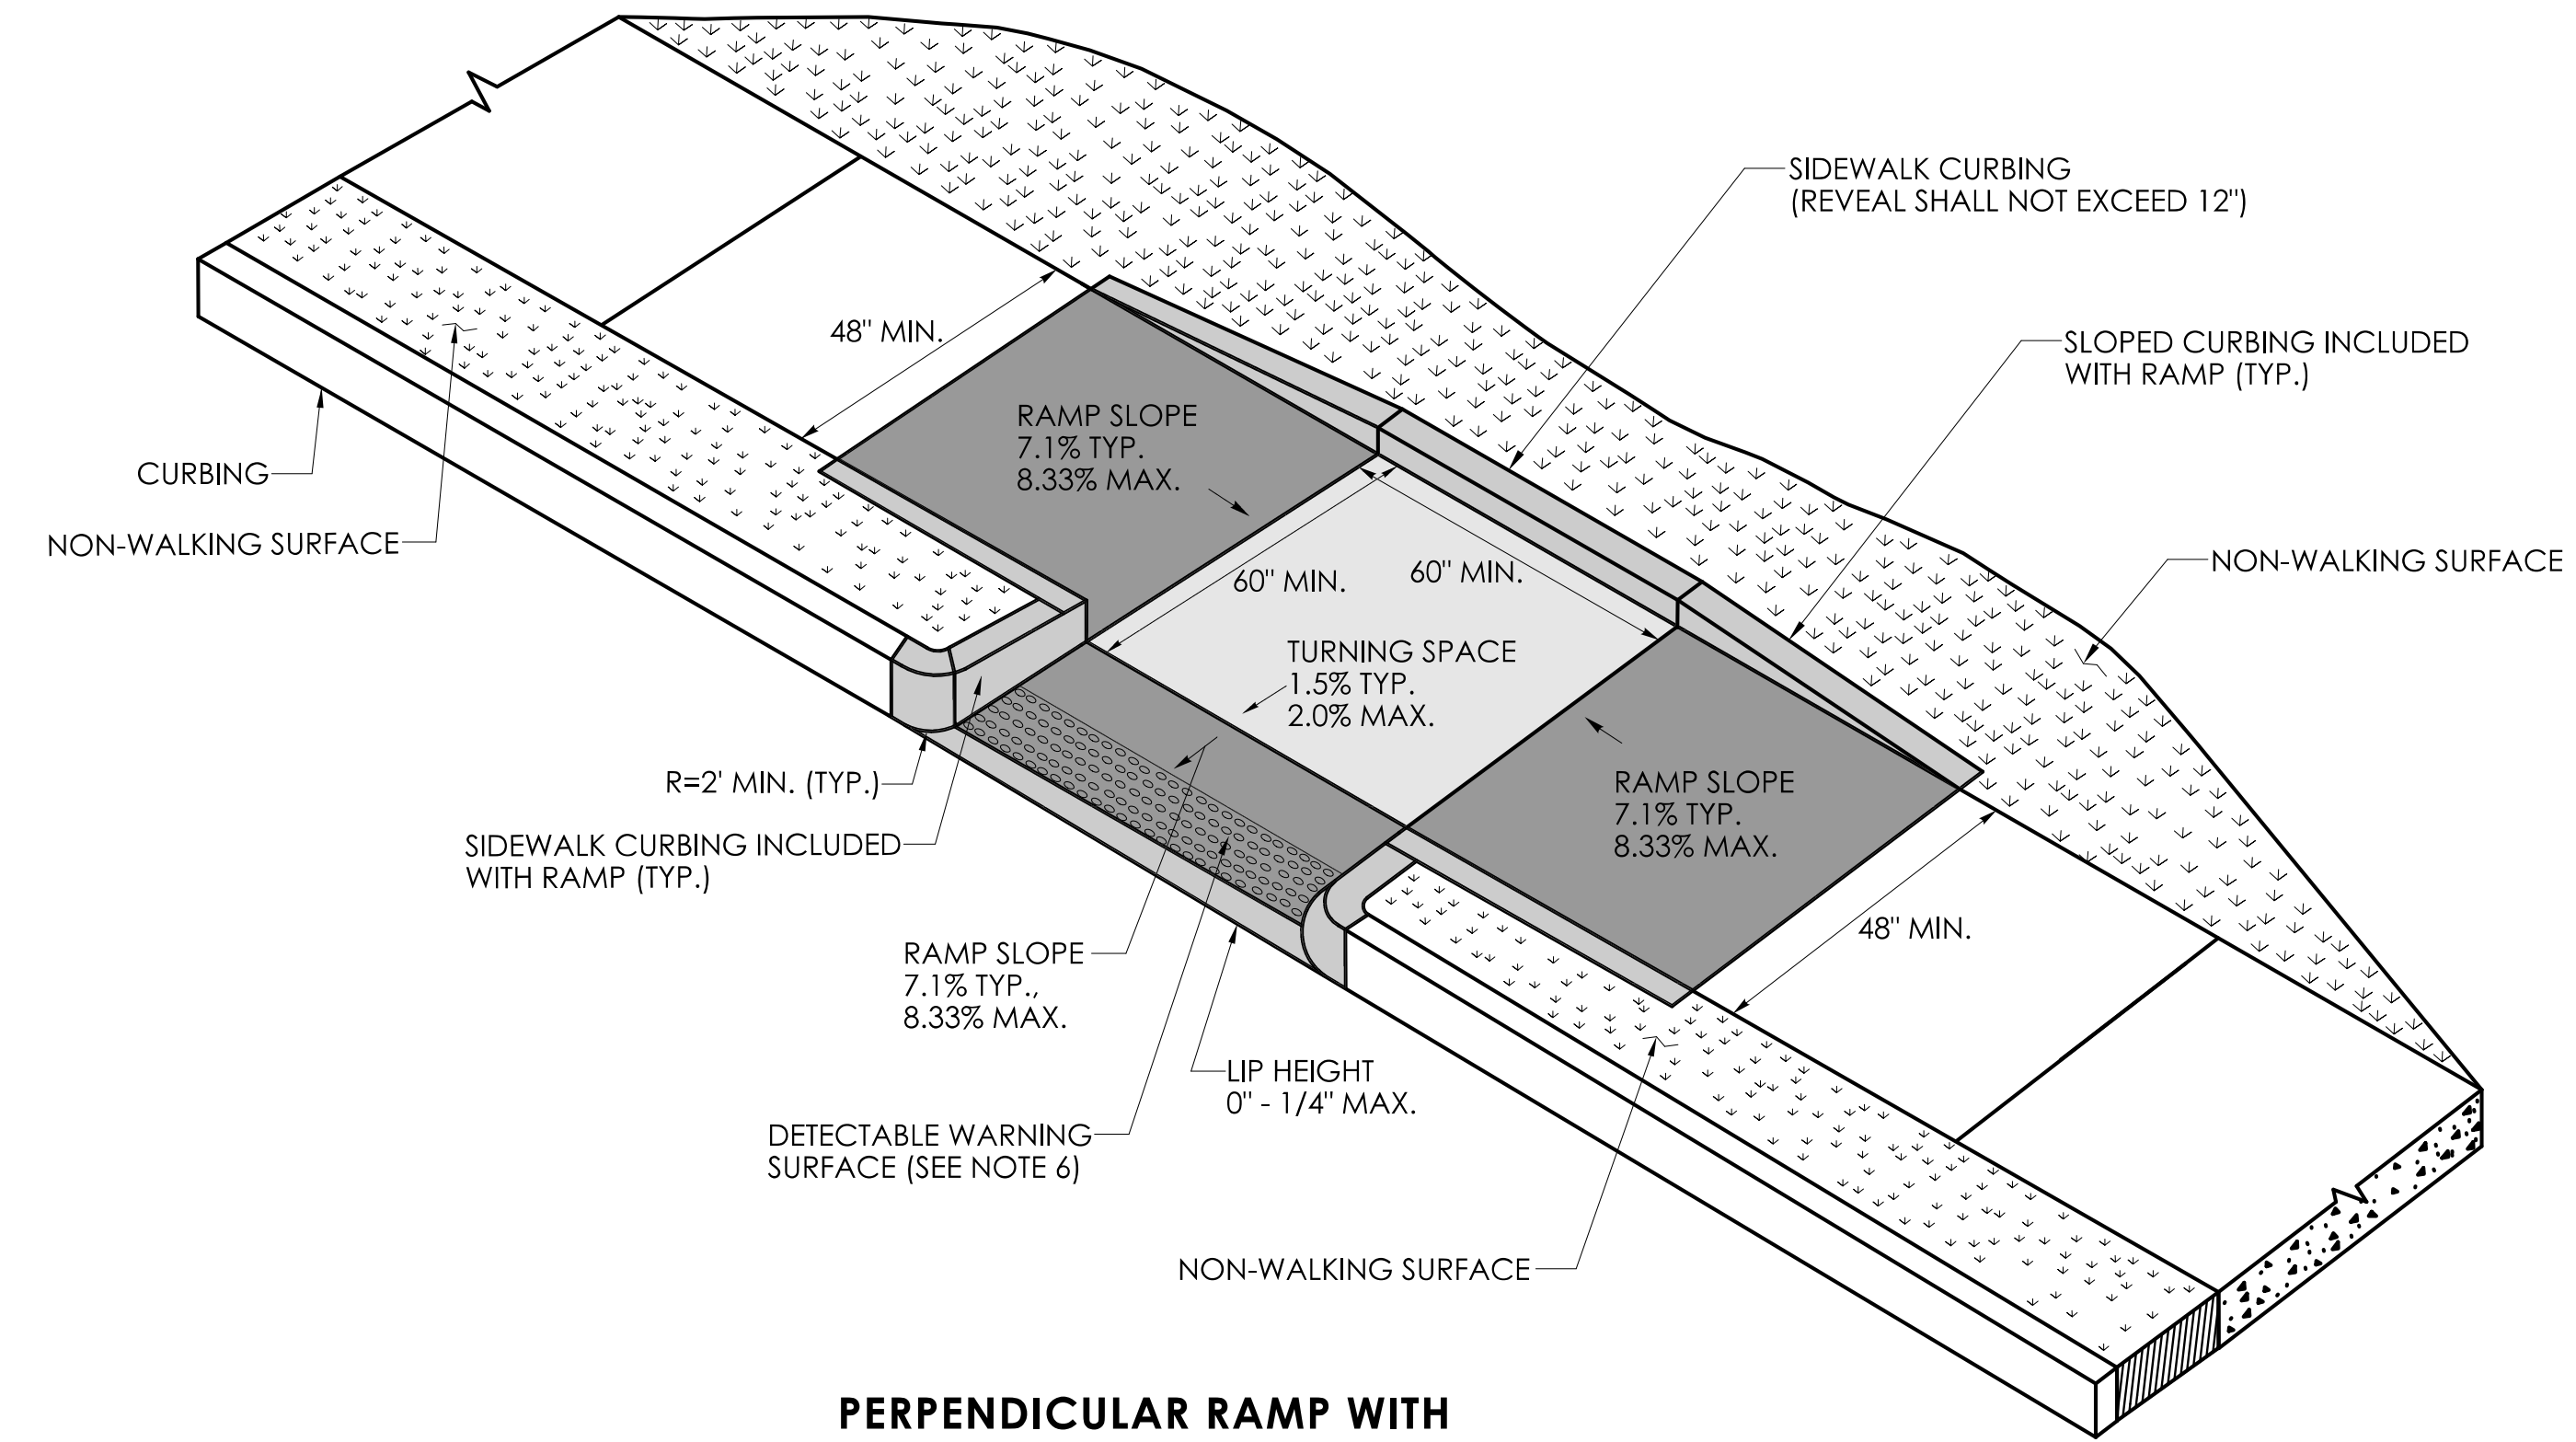 SIDEWALK CURBING
(REVEAL SHALL NOT EXCEED 12")
SLOPED CURBING INCLUDED
WITH RAMP (TYP.)
48" MIN.
RAMP SLOPE
7.1% TYP.
8.33% MAX.
CURBING
NON-WALKING SURFACE
NON-WALKING SURFACE
60" MIN.
60" MIN.
TURNING SPACE
1.5% TYP.
2.0% MAX.
R=2' MIN. (TYP.)
RAMP SLOPE
7.1% TYP.
8.33% MAX.
SIDEWALK CURBING INCLUDED
WITH RAMP (TYP.)
48" MIN.
RAMP SLOPE
7.1% TYP.,
8.33% MAX.
LIP HEIGHT
0" - 1/4" MAX.
DETECTABLE WARNING
SURFACE (SEE NOTE 6)
NON-WALKING SURFACE
PERPENDICULAR RAMP WITH